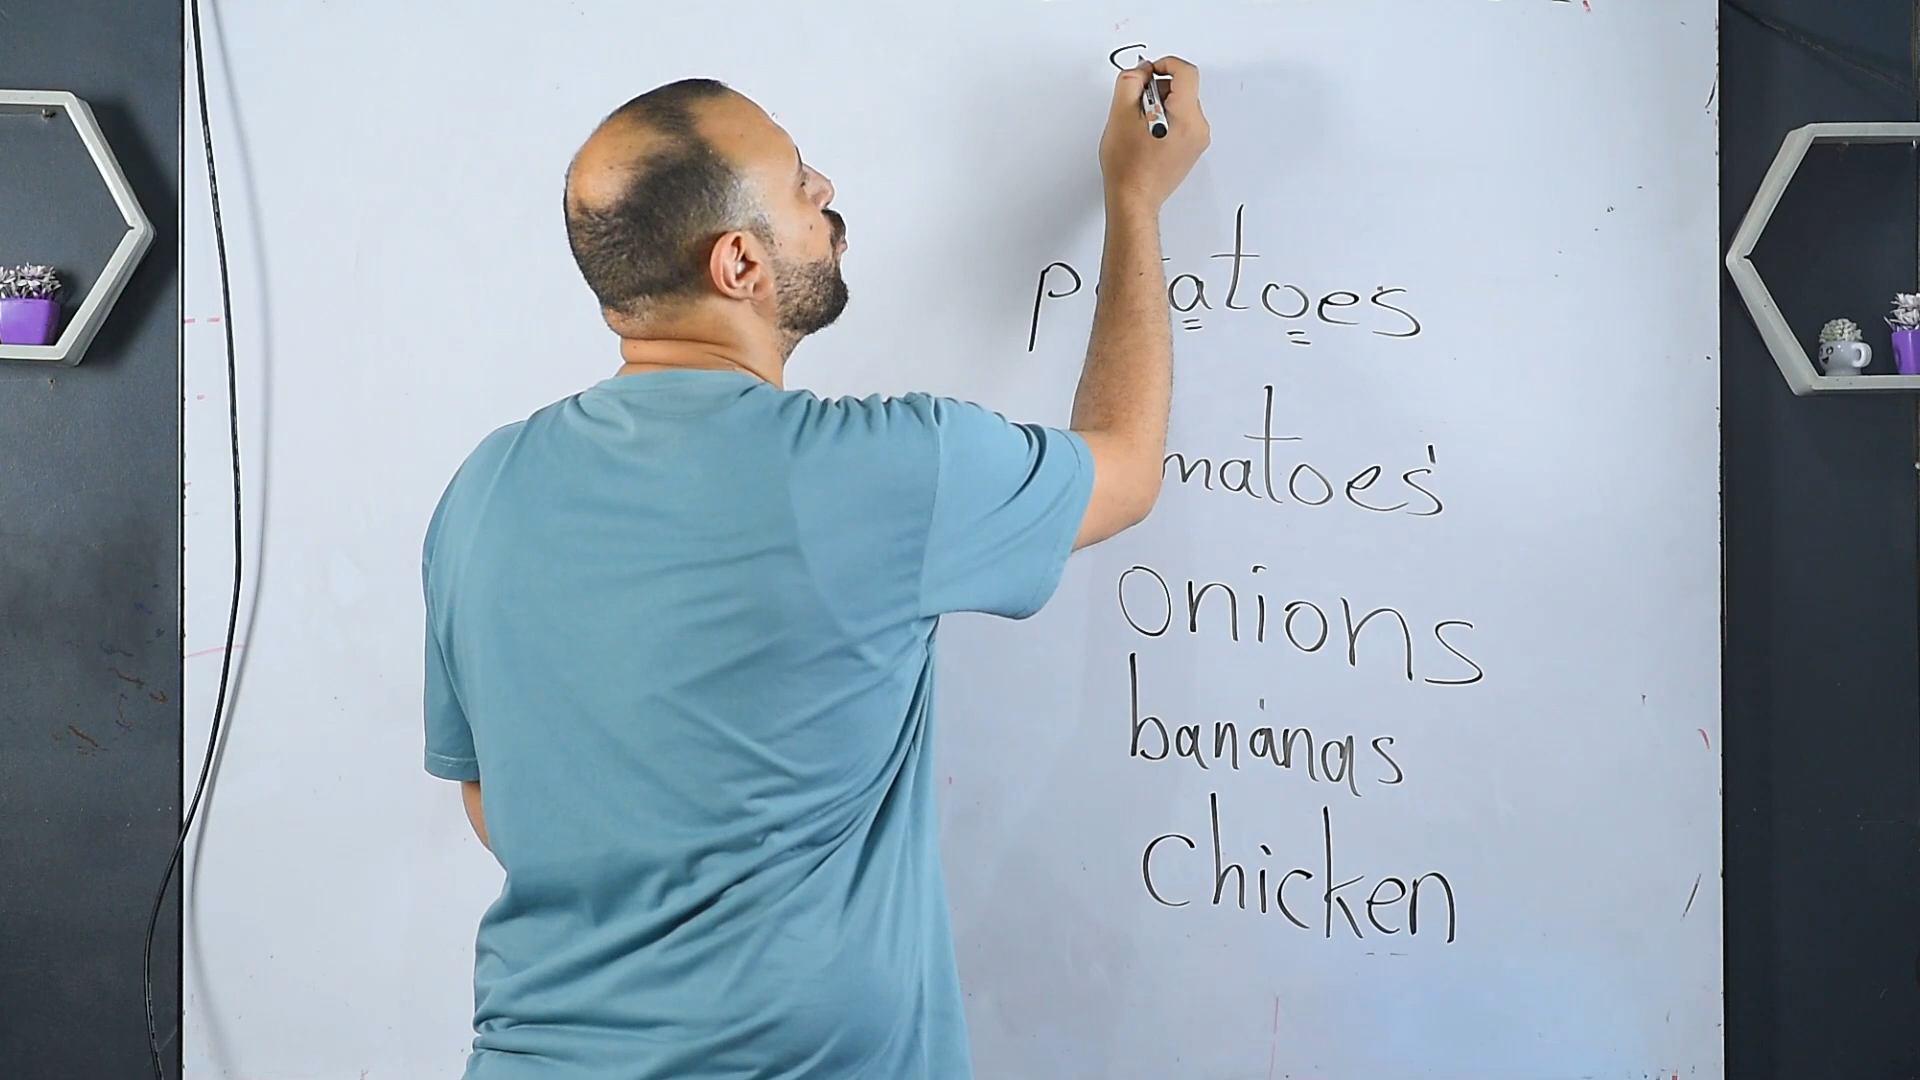 potatoes
tomatoes
onions
bananas
chicken